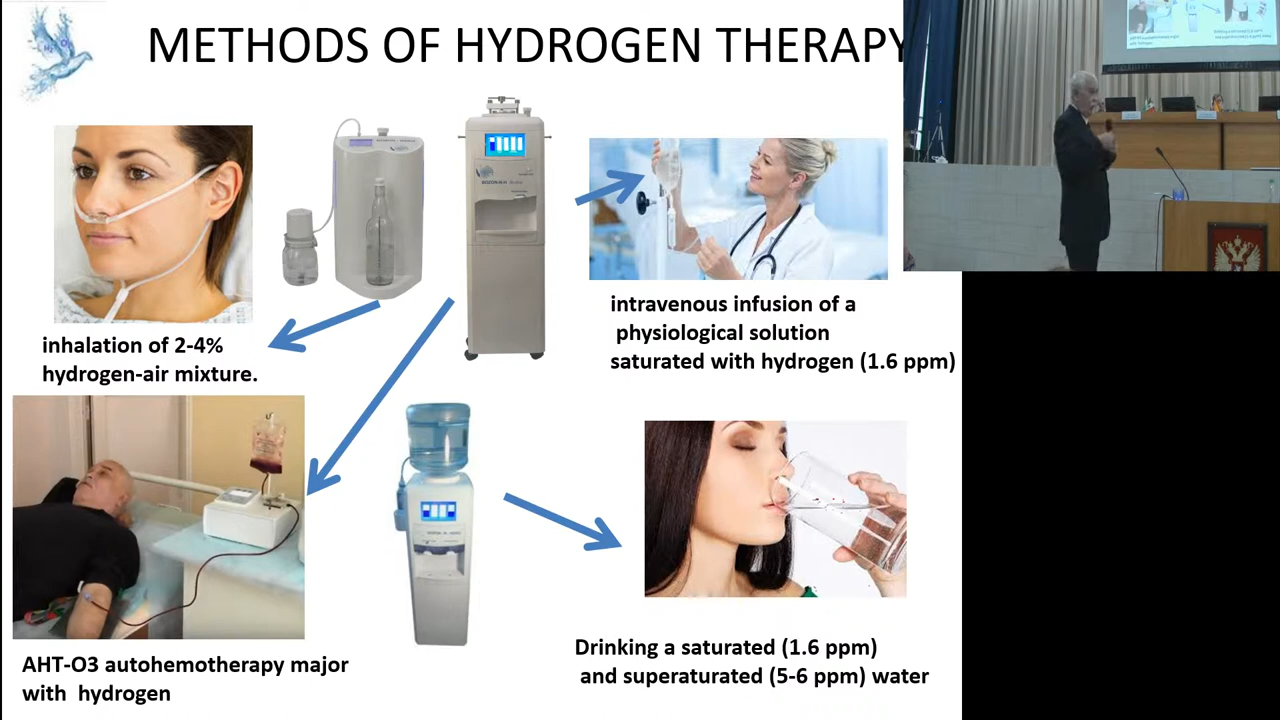 METHODS OF HYDROGEN THERAPY
inhalation of 2-4%
hydrogen-air mixture.
intravenous infusion of a
physiological solution
saturated with hydrogen (1.6 ppm)
AHT-O3 autohemotherapy major
with hydrogen
Drinking a saturated (1.6 ppm)
and superaturated (5-6 ppm) water